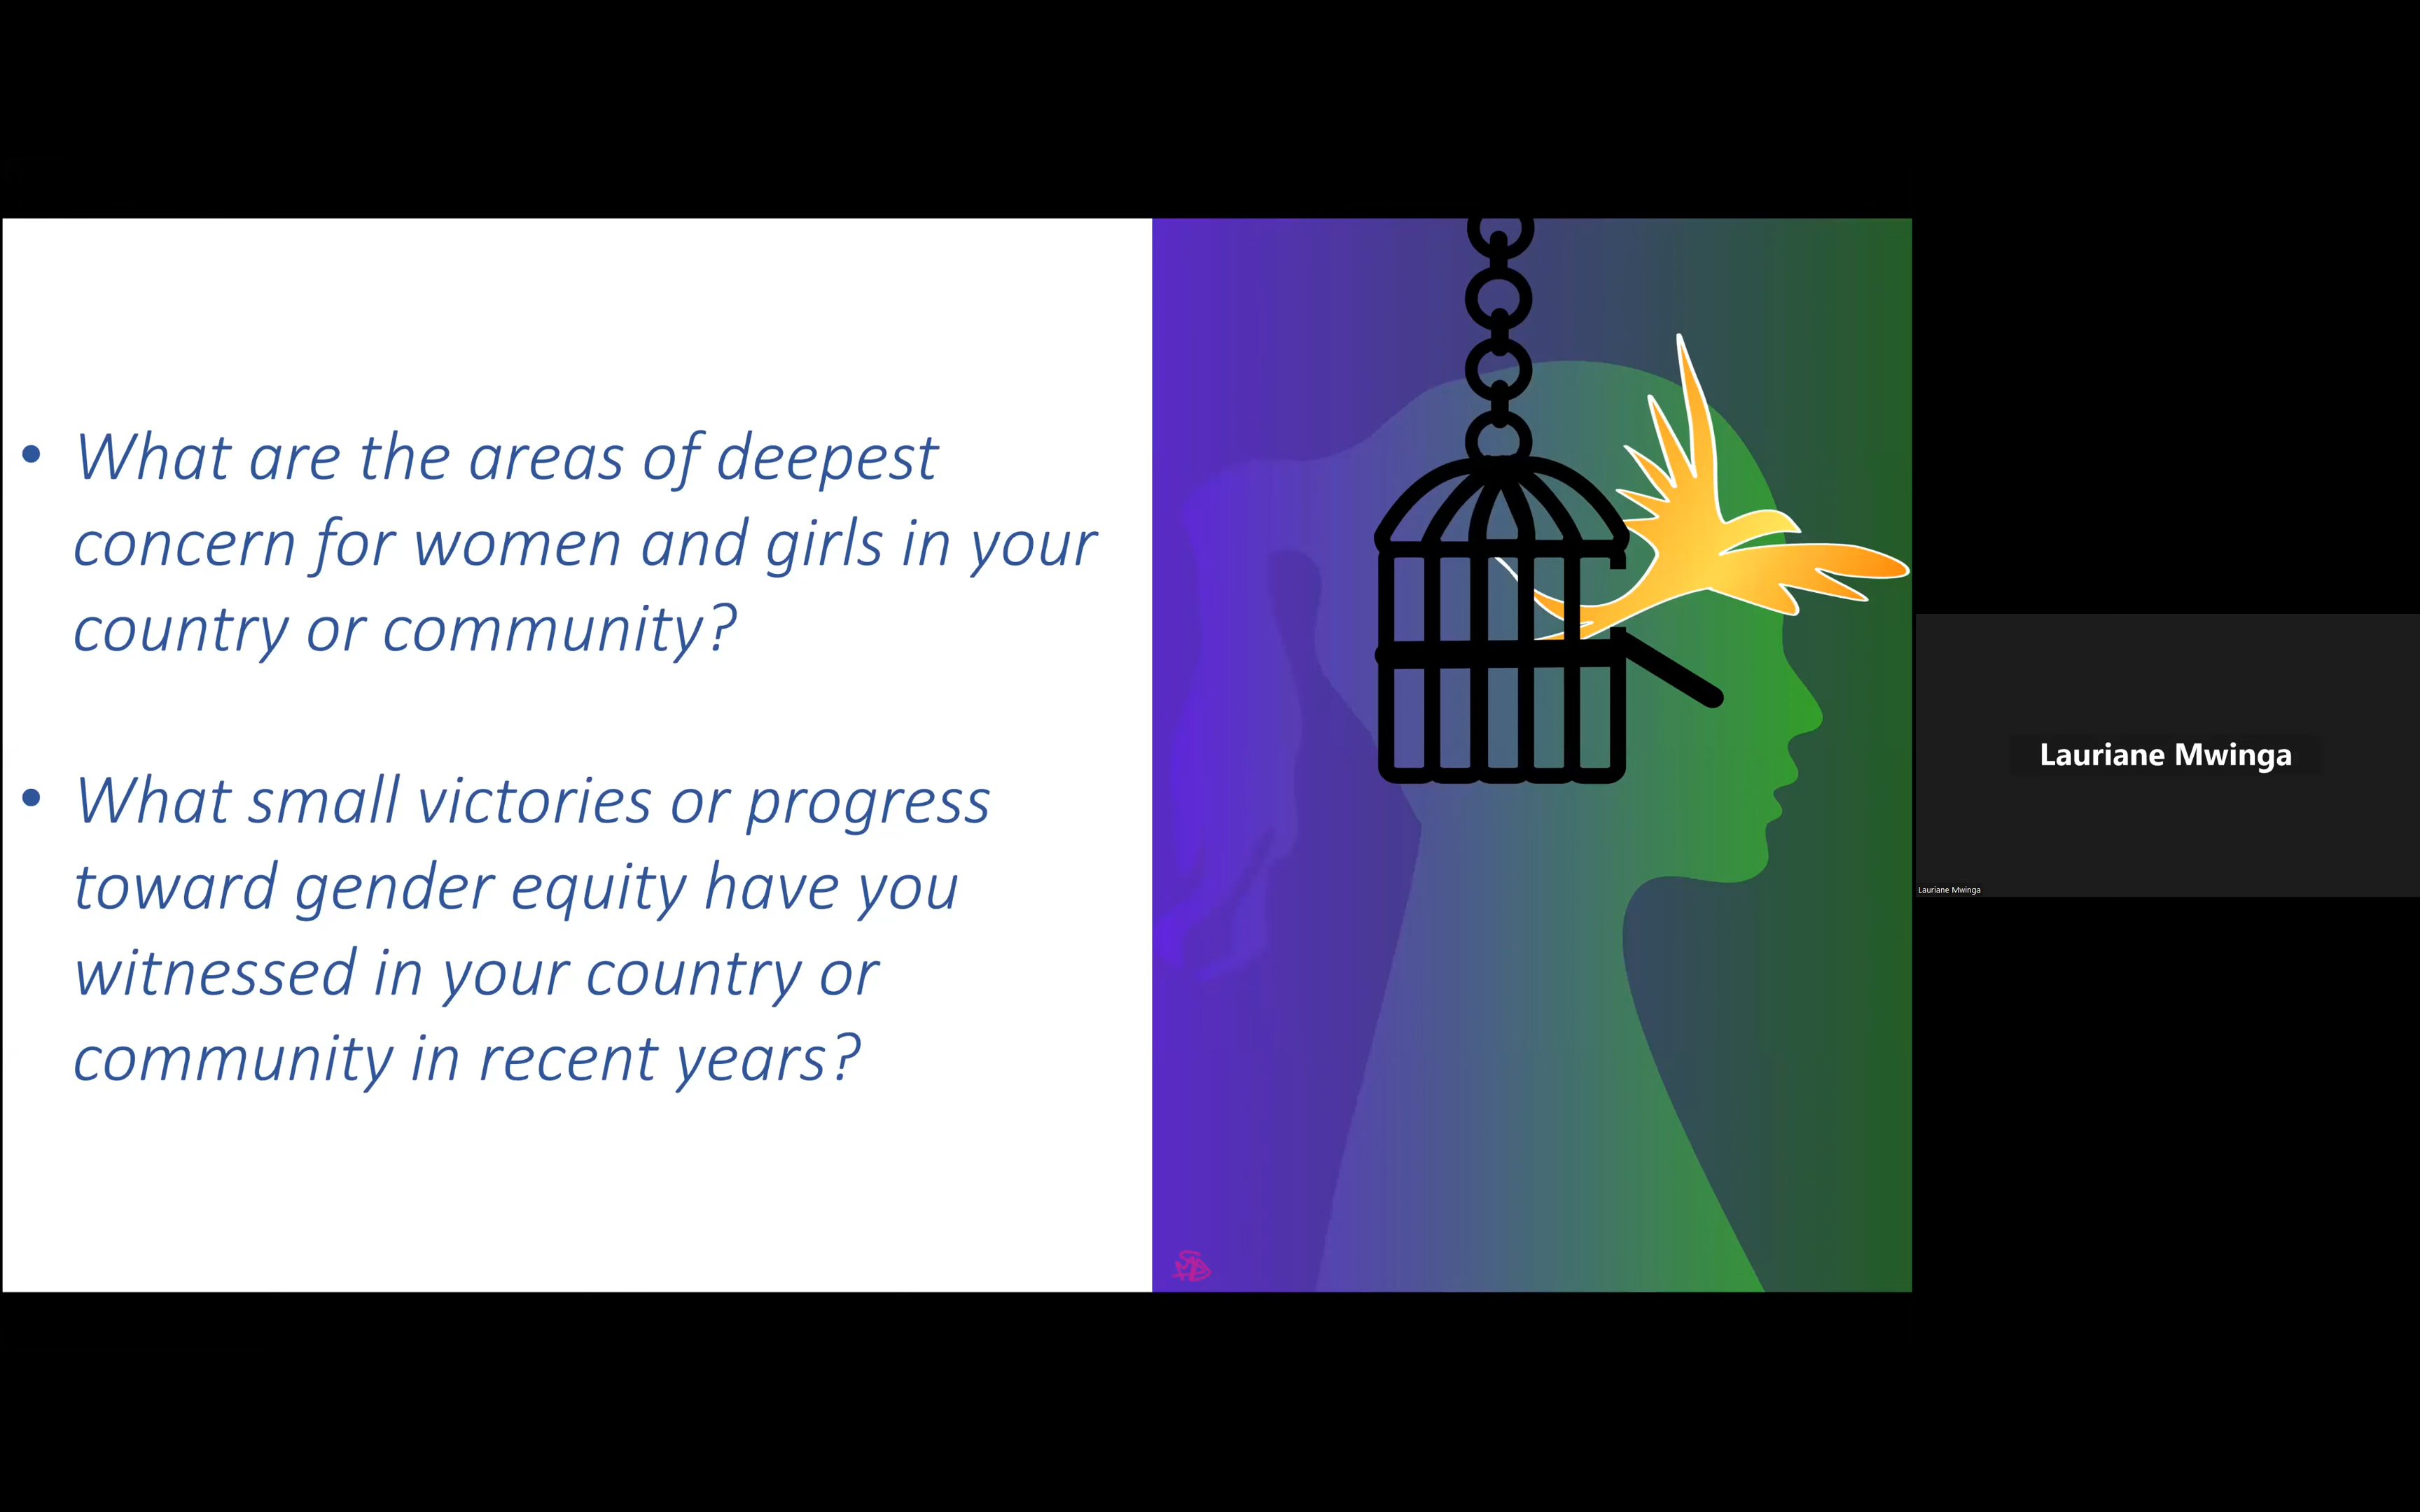 • What are the areas of deepest
concern for women and girls in your
country or community?
• What small victories or progress
toward gender equity have you
witnessed in your country or
community in recent years?
Lauriane Mwinga
Lauriane Mwinga